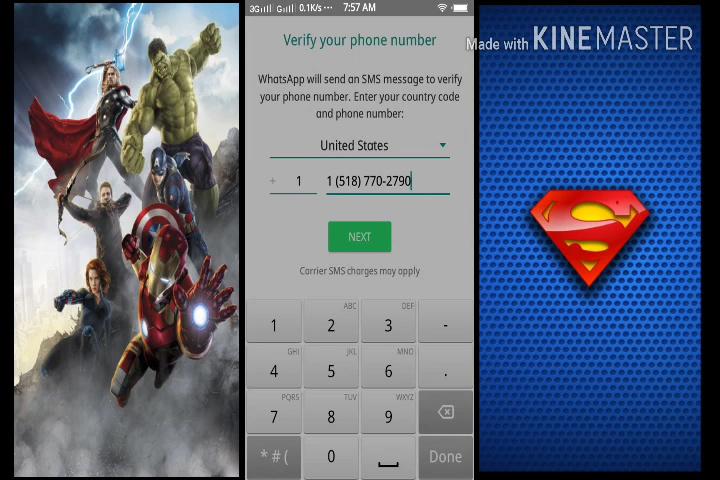 3G G 0.1K/s ··· 7:57 AM
Verify your phone number
Made with KINEMASTER
WhatsApp will send an SMS message to verify
your phone number. Enter your country code
and phone number:
United States
+ 1 1 (518) 770-2790
NEXT
Carrier SMS charges may apply
1 2 ABC 3 DEF -
4 GHI 5 JKL 6 MNO .
7 PQRS 8 TUV 9 WXYZ
* # ( 0 Done
S